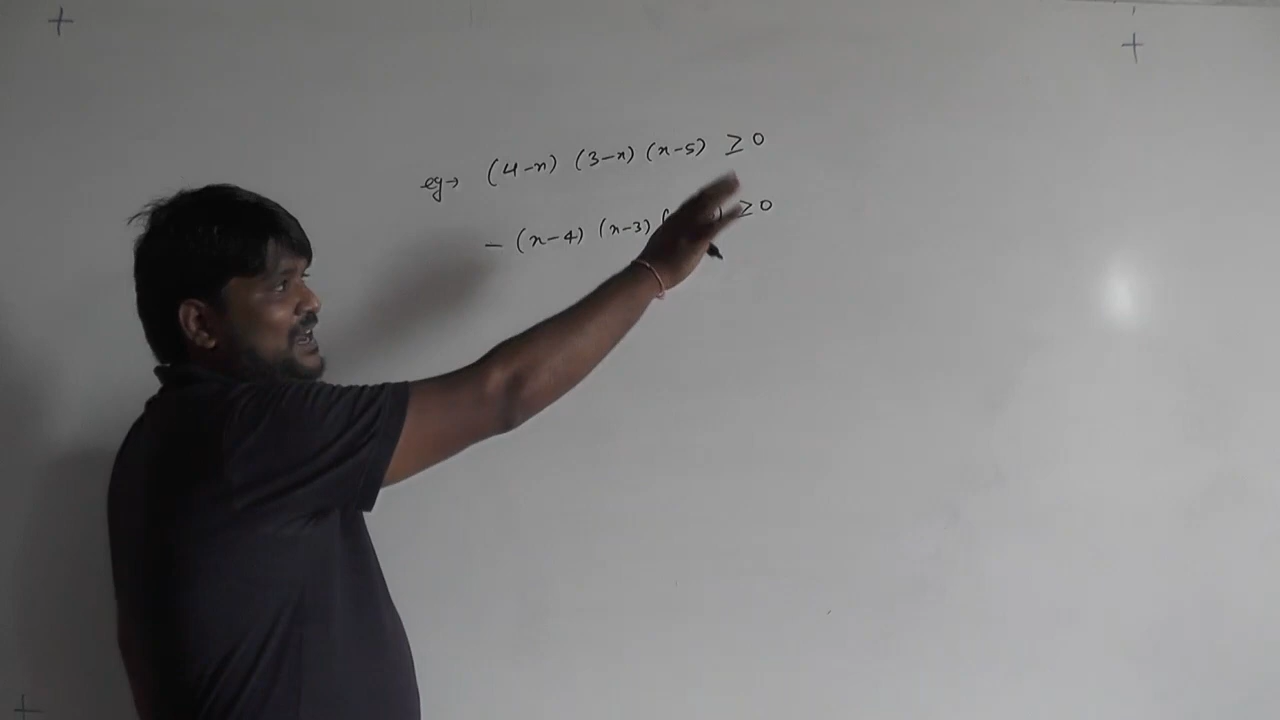 eg→ (4-x) (3-x) (x-5) ≥ 0
- (x-4) (x-3) ( ) ≥ 0